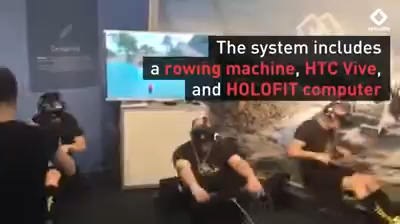 The system includes
a rowing machine, HTC Vive,
and HOLOFIT computer